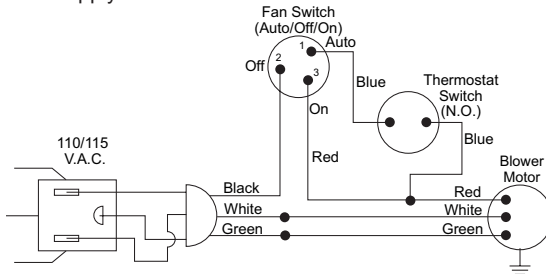 Fan Switch
(Auto/Off/On)
1
Auto
2
Off
3
On
Blue
Thermostat
Switch
(N.O.)
Blue
110/115
V.A.C.
Red
Blower
Motor
Black
Red
White
White
Green
Green